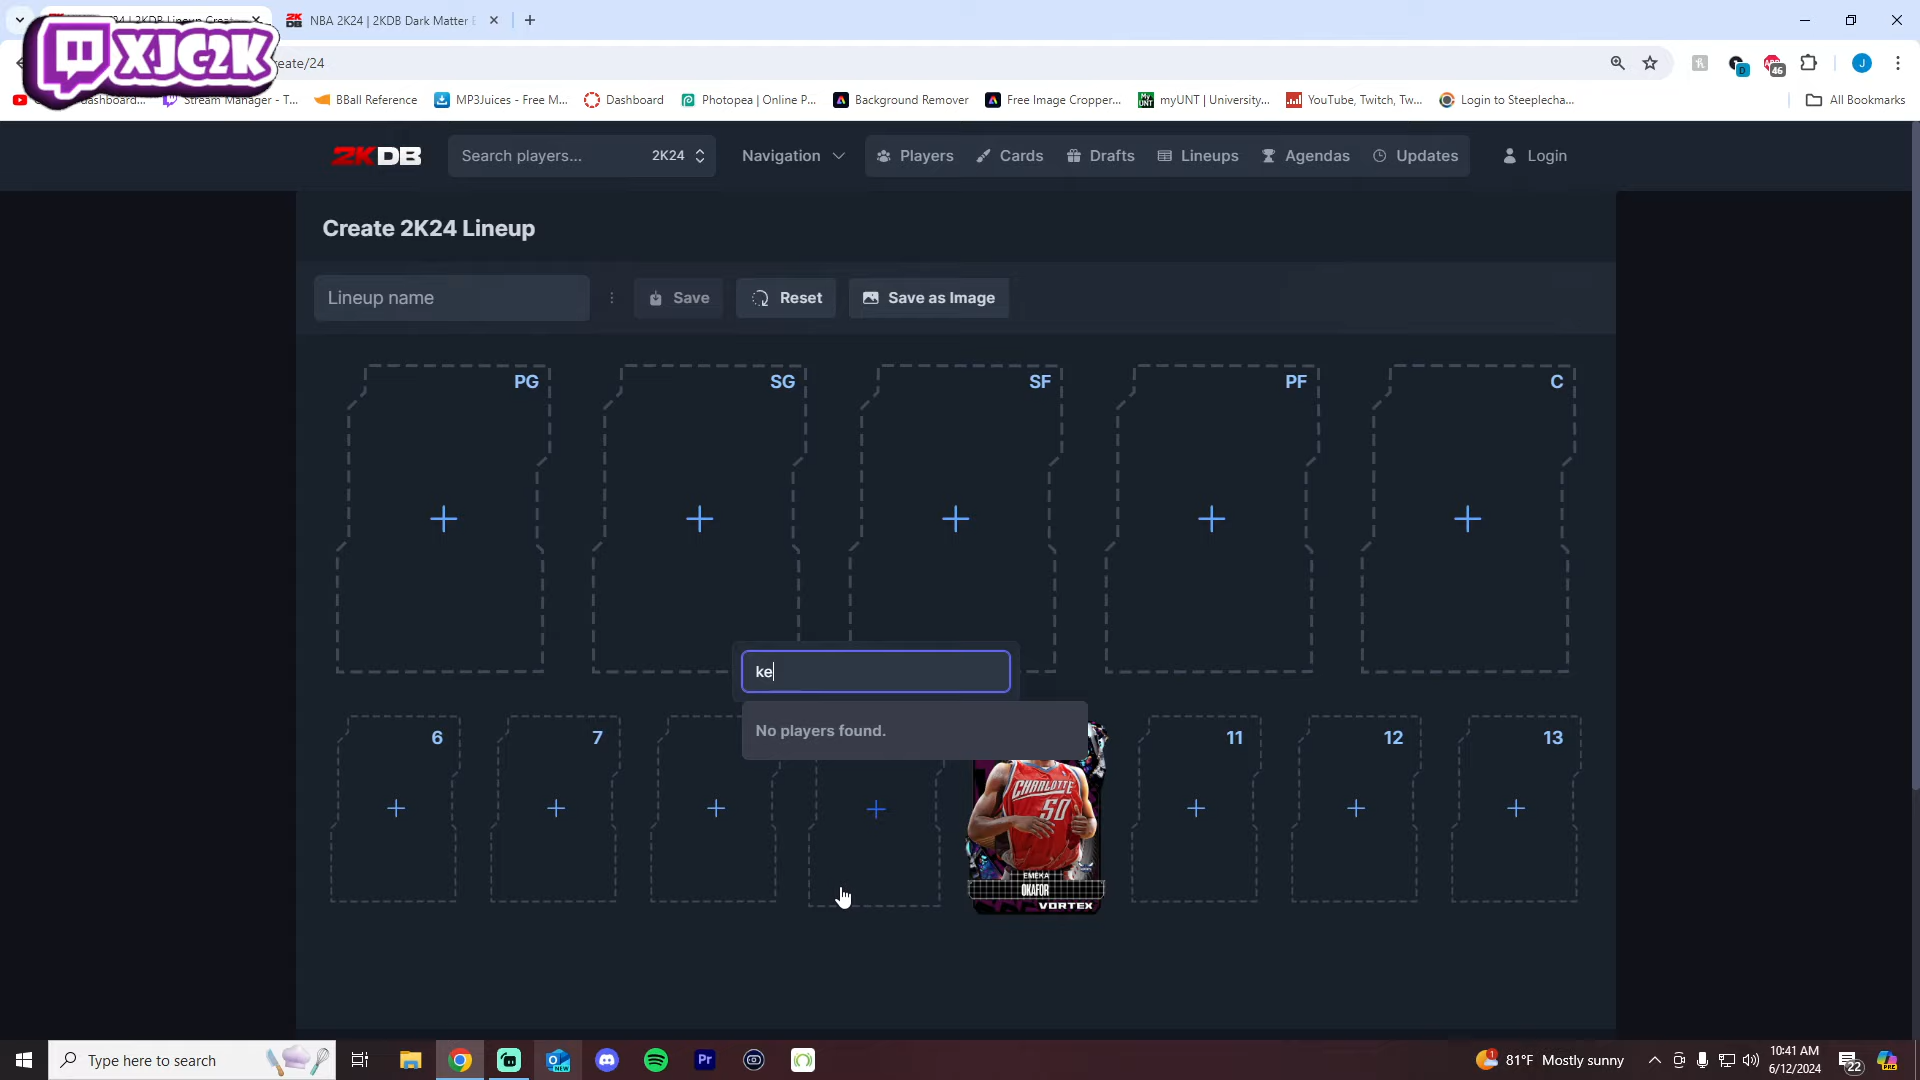 NBA 2K24 | 2KDB Dark Matter
XJC2K
eate/24
46
J
BBall Reference
MP3Juices - Free M...
Dashboard
Photopea | Online P...
Background Remover
Free Image Cropper...
myUNT | University...
YouTube, Twitch, Tw...
Login to Steeplecha...
All Bookmarks
Stream Manager - T...
2KDB
Search players...
2K24
Navigation
Players
Cards
Drafts
Lineups
Agendas
Updates
Login
Create 2K24 Lineup
Lineup name
Save
Reset
Save as Image
PG
SG
SF
PF
C
ke
No players found.
6
7
11
12
13
CHARLOTTE
50
EMEKA
OKAFOR
VORTEX
Type here to search
81°F Mostly sunny
10:41 AM
6/12/2024
22